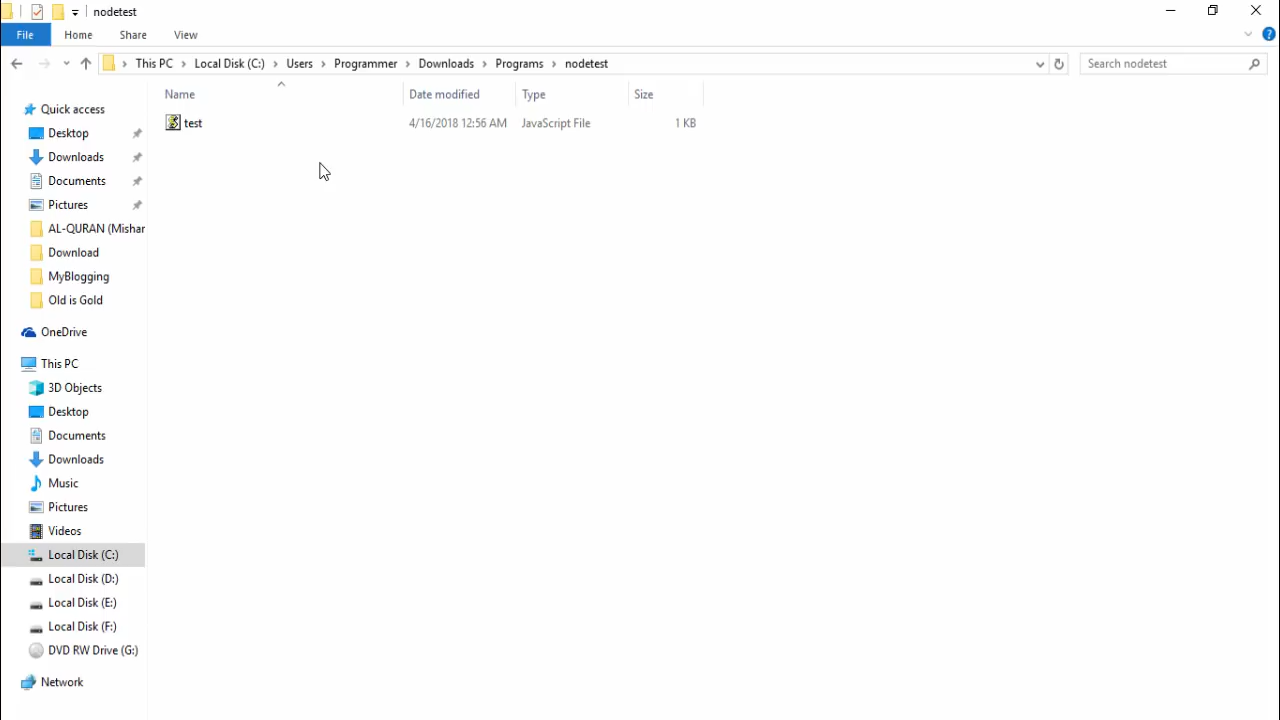 nodetest
File Home Share View
This PC Local Disk (C:) Users Programmer Downloads Programs nodetest Search nodetest
Name Date modified Type Size
test 4/16/2018 12:56 AM JavaScript File 1 KB
Quick access
Desktop
Downloads
Documents
Pictures
AL-QURAN (Mishar
Download
MyBlogging
Old is Gold
OneDrive
This PC
3D Objects
Desktop
Documents
Downloads
Music
Pictures
Videos
Local Disk (C:)
Local Disk (D:)
Local Disk (E:)
Local Disk (F:)
DVD RW Drive (G:)
Network